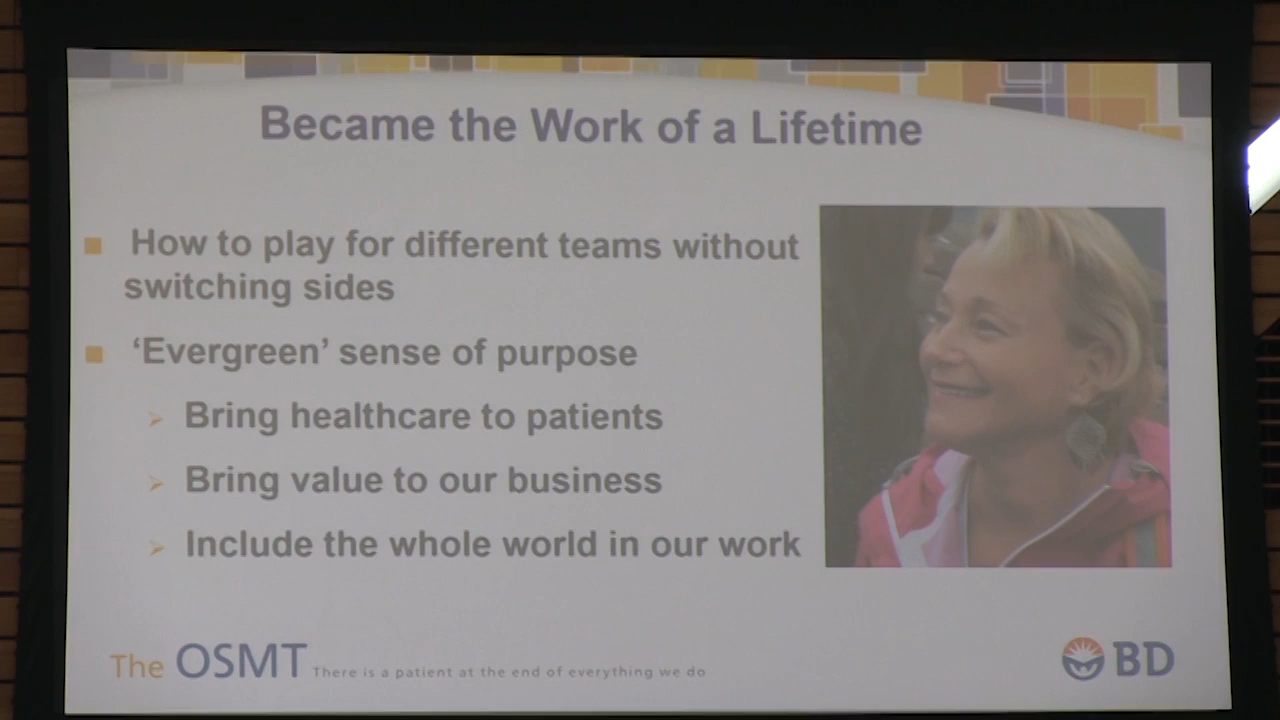 Became the Work of a Lifetime
How to play for different teams without
switching sides
‘Evergreen’ sense of purpose
Bring healthcare to patients
Bring value to our business
Include the whole world in our work
The OSMT There is a patient at the end of everything we do
BD